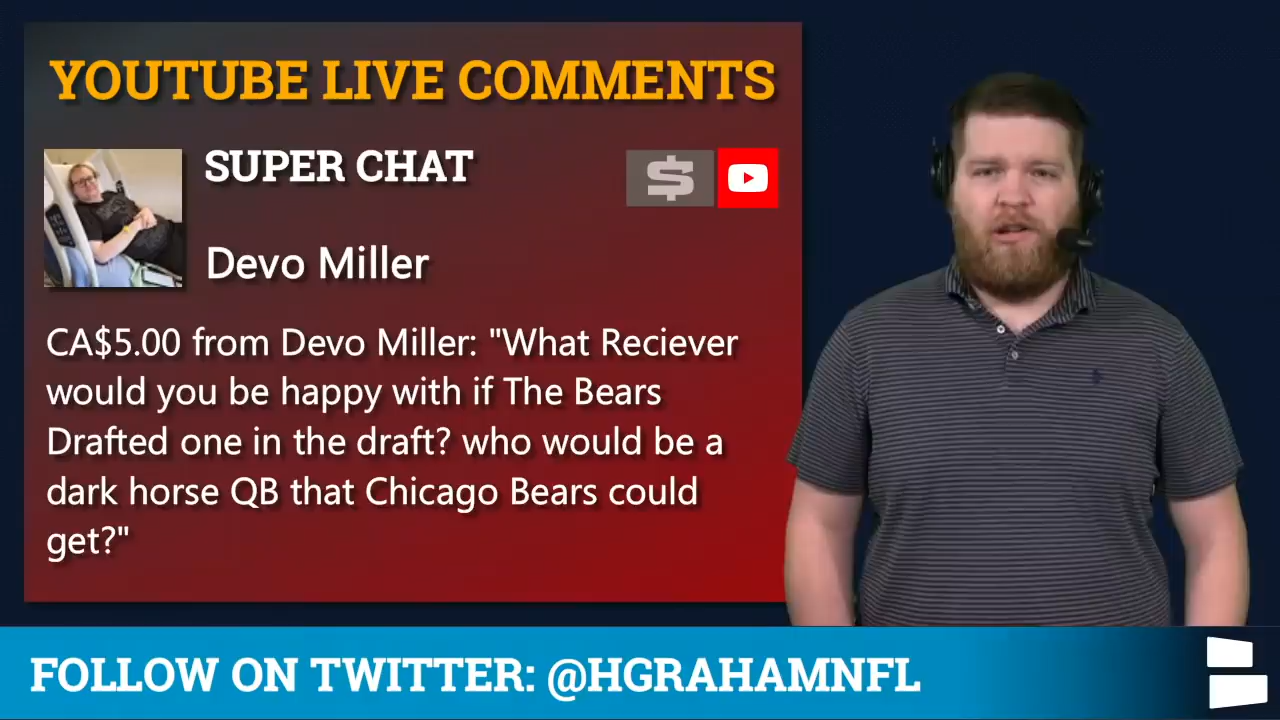 YOUTUBE LIVE COMMENTS
SUPER CHAT
Devo Miller
CA$5.00 from Devo Miller: "What Reciever
would you be happy with if The Bears
Drafted one in the draft? who would be a
dark horse QB that Chicago Bears could
get?"
FOLLOW ON TWITTER: @HGRAHAMNFL